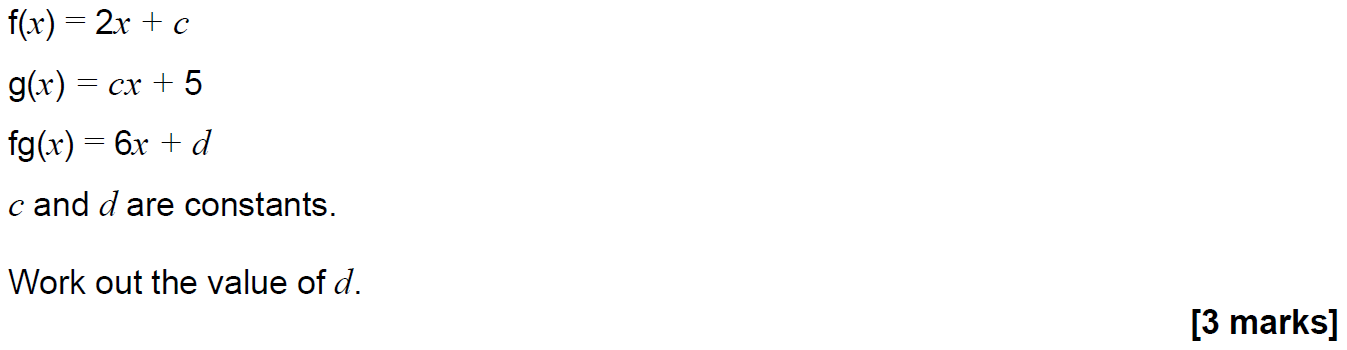 f(x) = 2x + c
g(x) = cx + 5
fg(x) = 6x + d
c and d are constants.
Work out the value of d.
[3 marks]